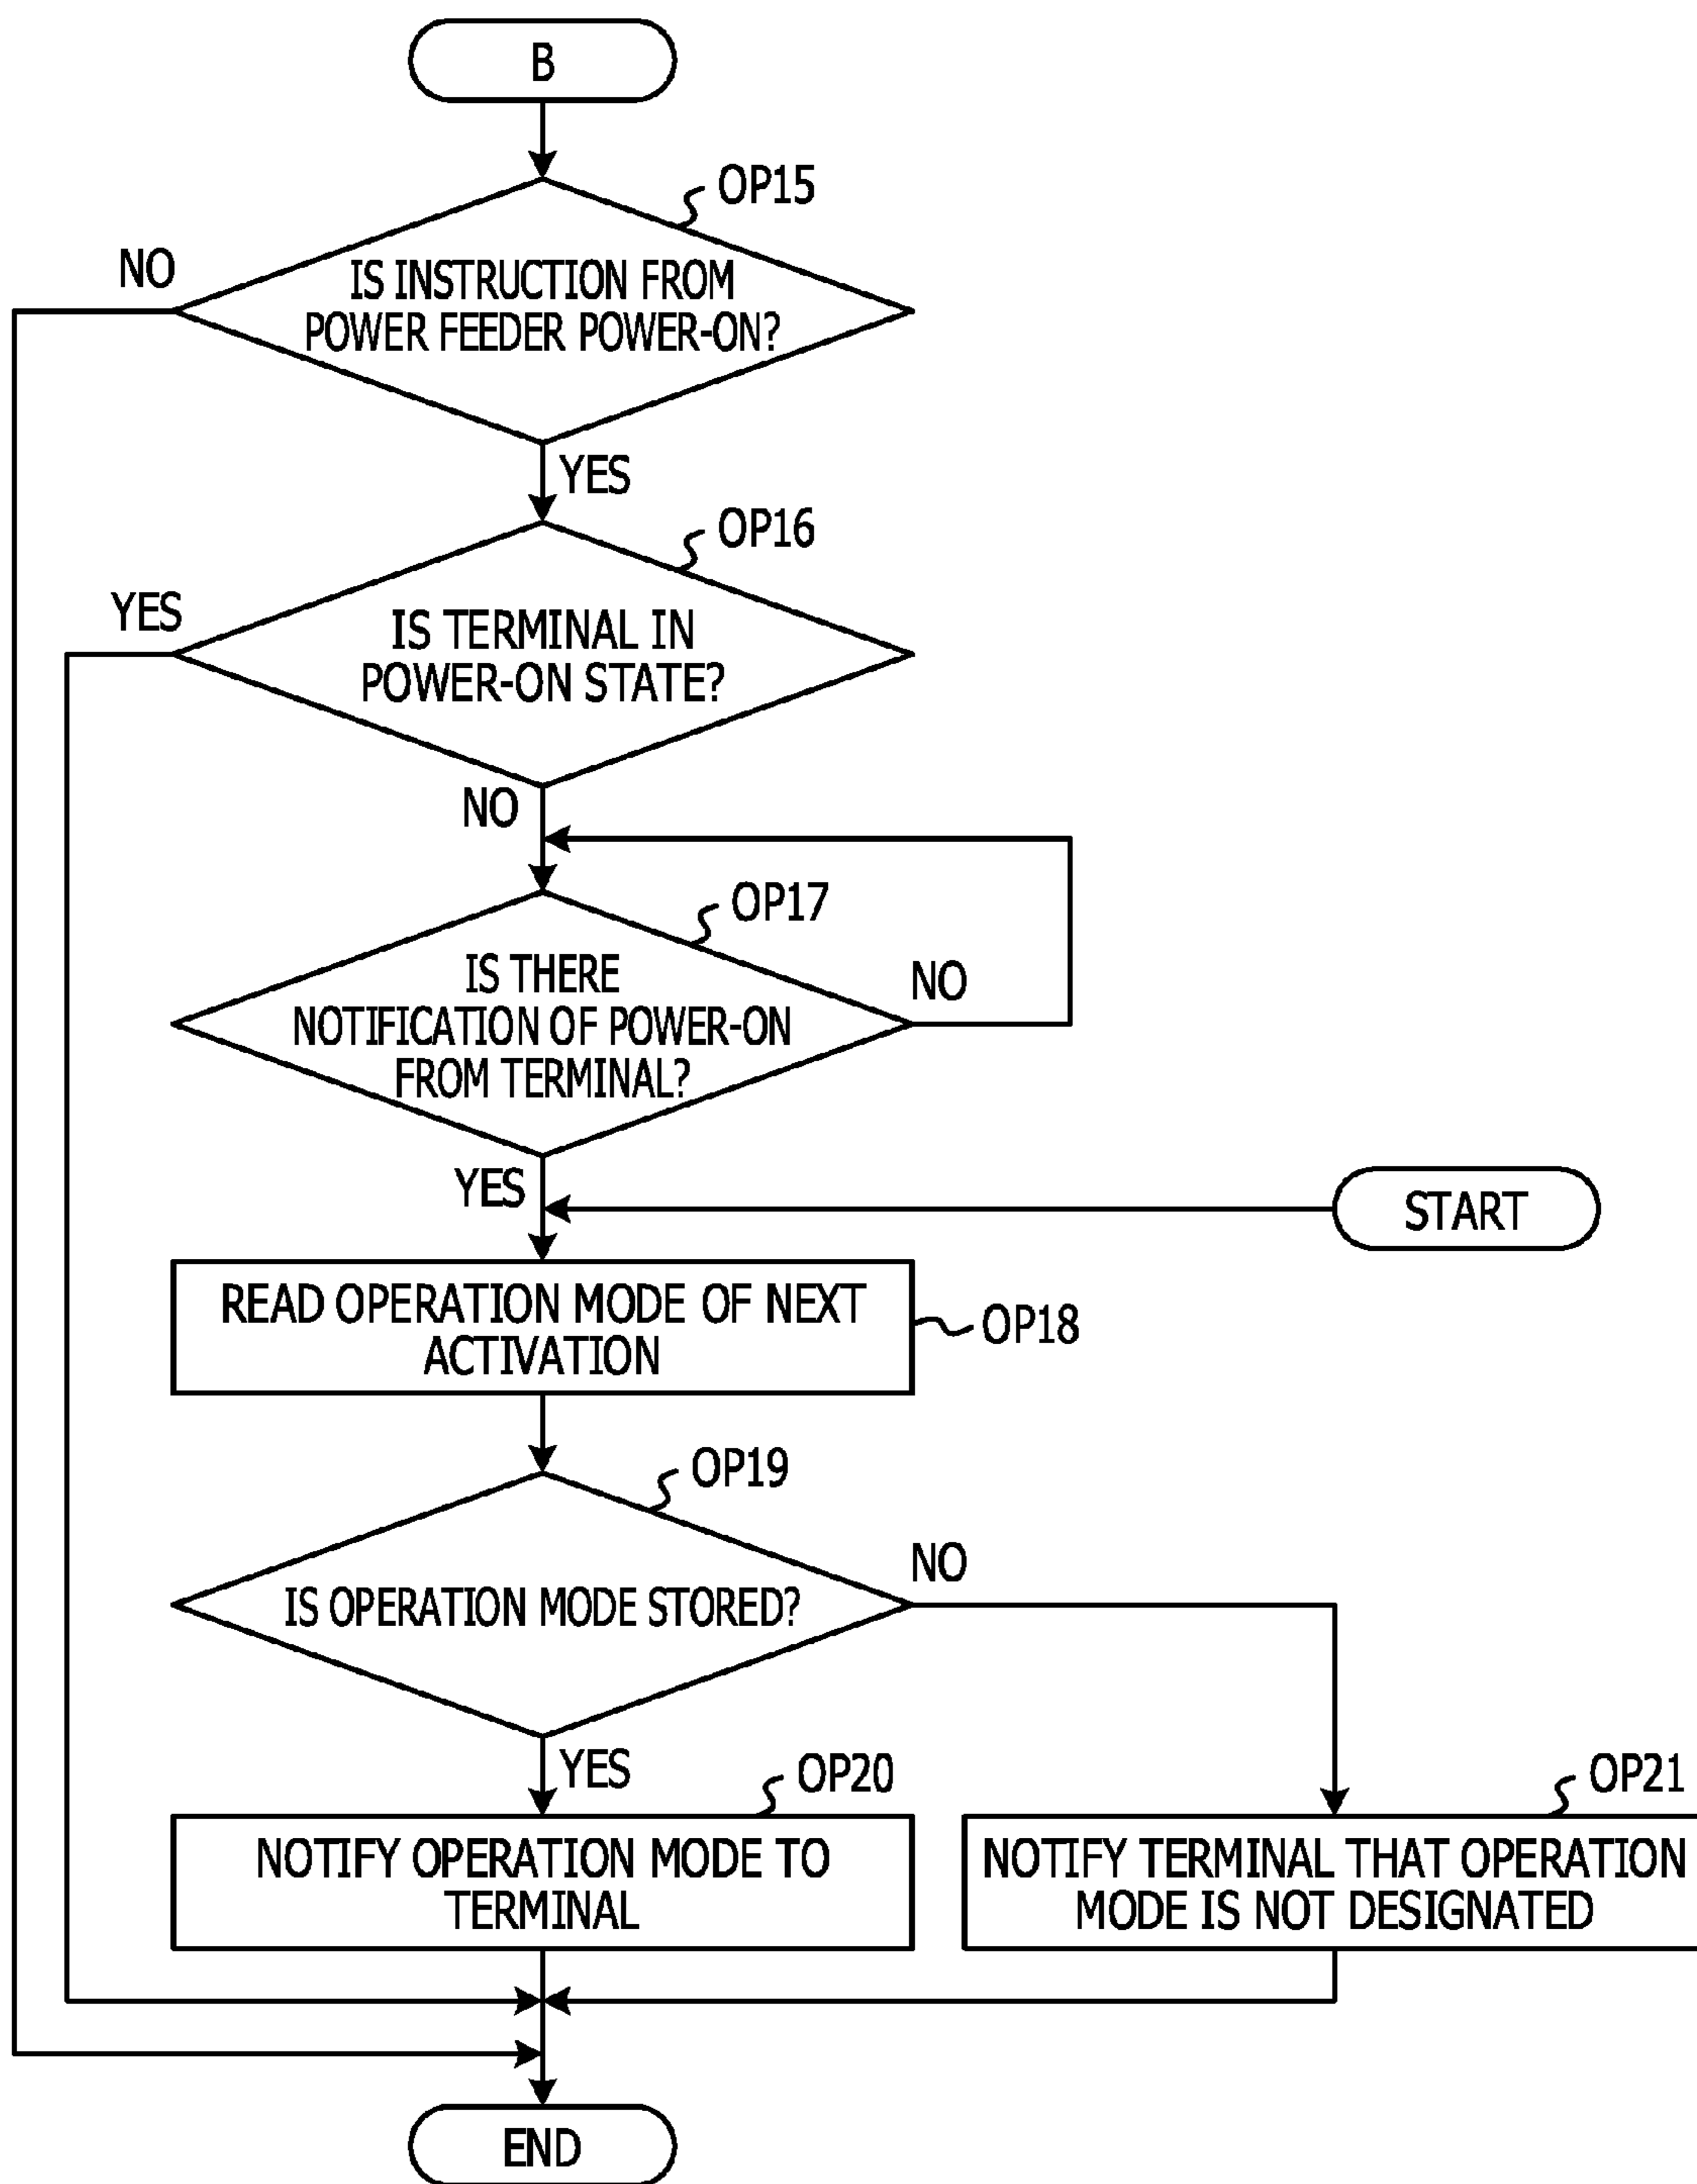 B
OP15
NO
IS INSTRUCTION FROM
POWER FEEDER POWER-ON?
YES
OP16
YES
IS TERMINAL IN
POWER-ON STATE?
NO
OP17
IS THERE
NOTIFICATION OF POWER-ON
FROM TERMINAL?
NO
YES
START
READ OPERATION MODE OF NEXT
ACTIVATION
OP18
OP19
NO
IS OPERATION MODE STORED?
YES
OP20
OP21
NOTIFY OPERATION MODE TO
TERMINAL
NOTIFY TERMINAL THAT OPERATION
MODE IS NOT DESIGNATED
END